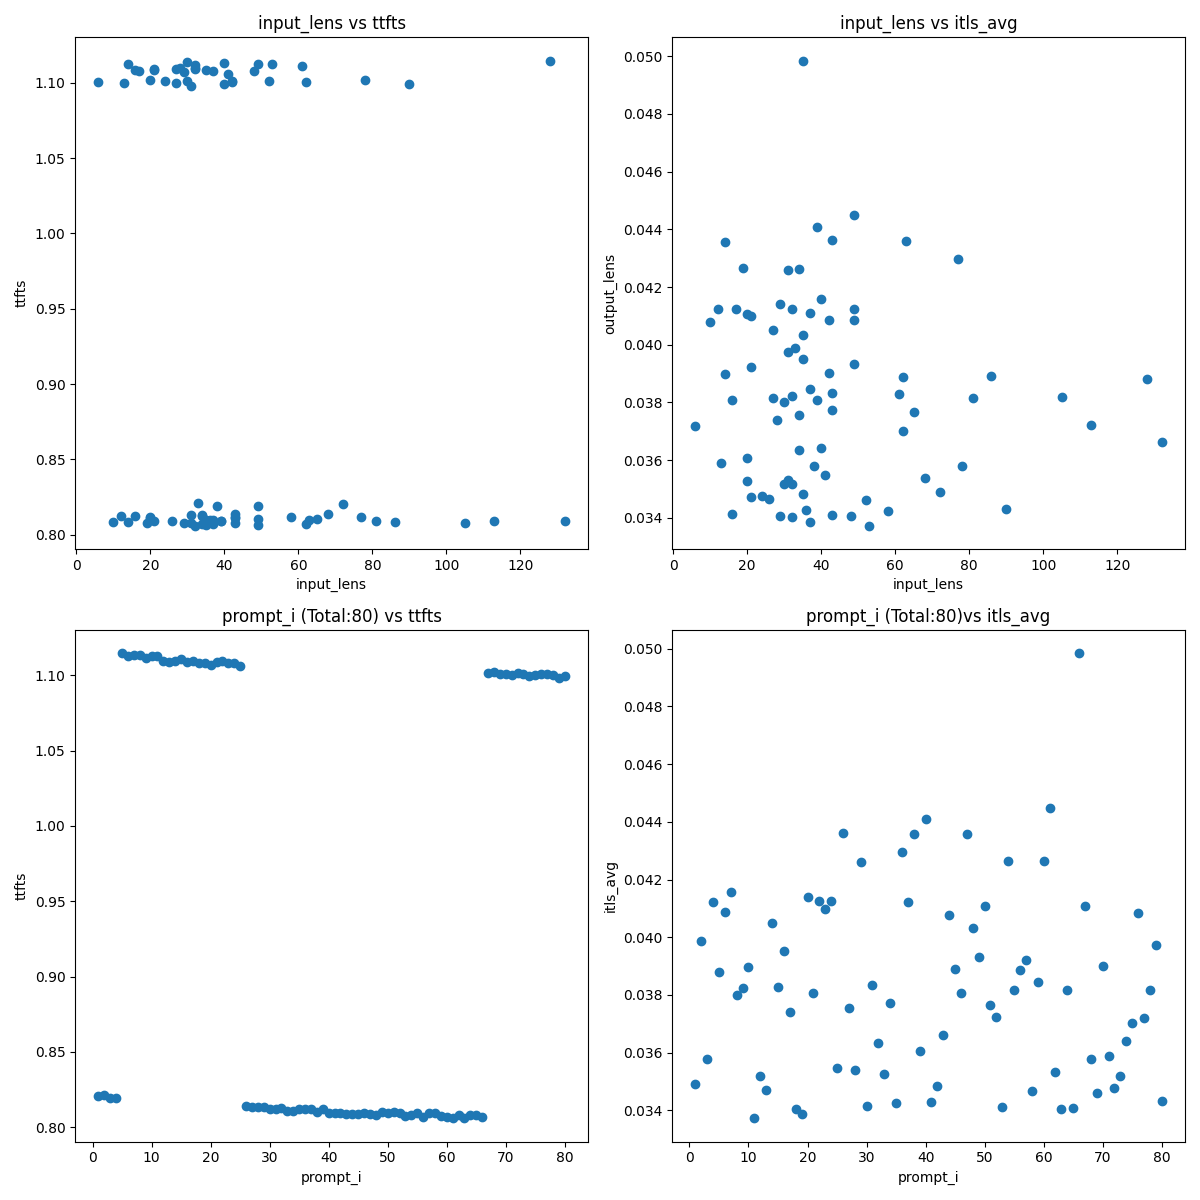 input_lens vs ttfts
1.10
1.05
1.00
0.95
0.90
0.85
0.80
ttfts
0 20 40 60 80 100 120
input_lens
input_lens vs itls_avg
0.050
0.048
0.046
0.044
0.042
0.040
0.038
0.036
0.034
output_lens
0 20 40 60 80 100 120
input_lens
prompt_i (Total:80) vs ttfts
1.10
1.05
1.00
0.95
0.90
0.85
0.80
ttfts
0 10 20 30 40 50 60 70 80
prompt_i
prompt_i (Total:80)vs itls_avg
0.050
0.048
0.046
0.044
0.042
0.040
0.038
0.036
0.034
itls_avg
0 10 20 30 40 50 60 70 80
prompt_i